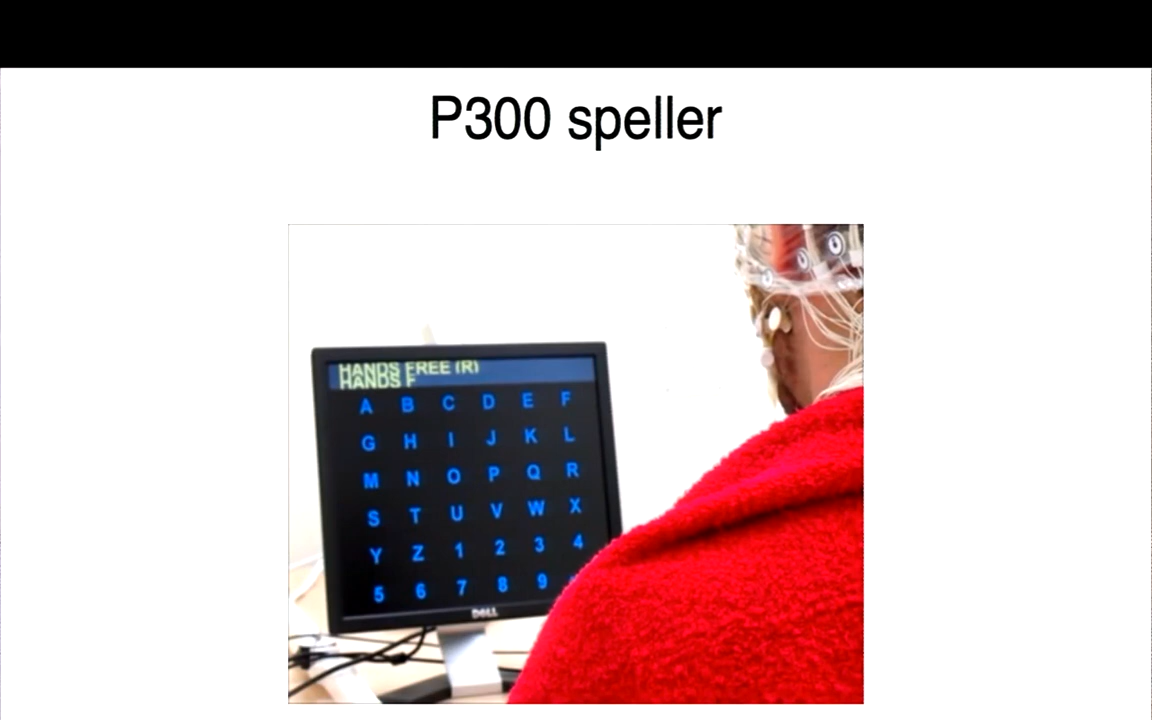 P300 speller
HANDS FREE (R)
HANDS F
A B C D E F
G H I J K L
M N O P Q R
S T U V W X
Y Z 1 2 3 4
5 6 7 8 9
DELL